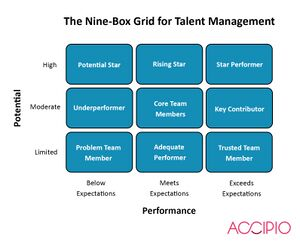 The Nine-Box Grid for Talent Management
Potential
High
Potential Star
Rising Star
Star Performer
Moderate
Underperformer
Core Team
Members
Key Contributor
Limited
Problem Team
Member
Adequate
Performer
Trusted Team
Member
Below
Expectations
Meets
Expectations
Exceeds
Expectations
Performance
ACCIPIO